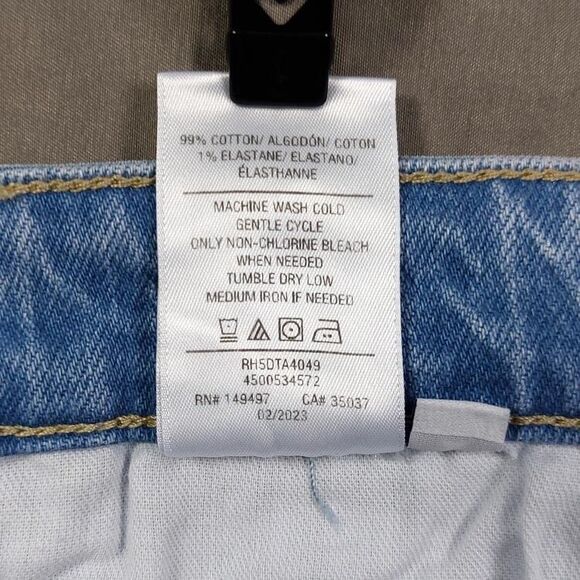 99% COTTON/ ALGODÓN/ COTON
1% ELASTANE/ ELASTANO/
ÉLASTHANNE
MACHINE WASH COLD
GENTLE CYCLE
ONLY NON-CHLORINE BLEACH
WHEN NEEDED
TUMBLE DRY LOW
MEDIUM IRON IF NEEDED
RH5DTA4049
4500534572
RN# 149497 CA# 35037
02/2023